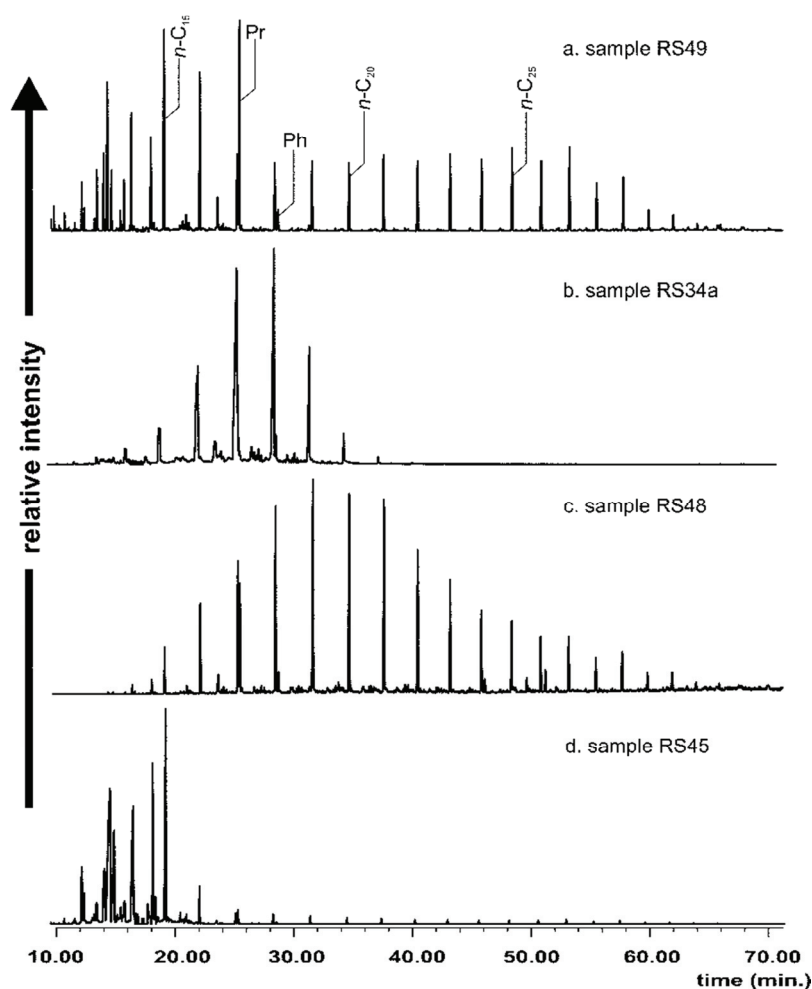 n-C15
Pr
n-C20
n-C25
Ph
a. sample RS49
b. sample RS34a
c. sample RS48
d. sample RS45
relative intensity
10.00 20.00 30.00 40.00 50.00 60.00 70.00
time (min.)